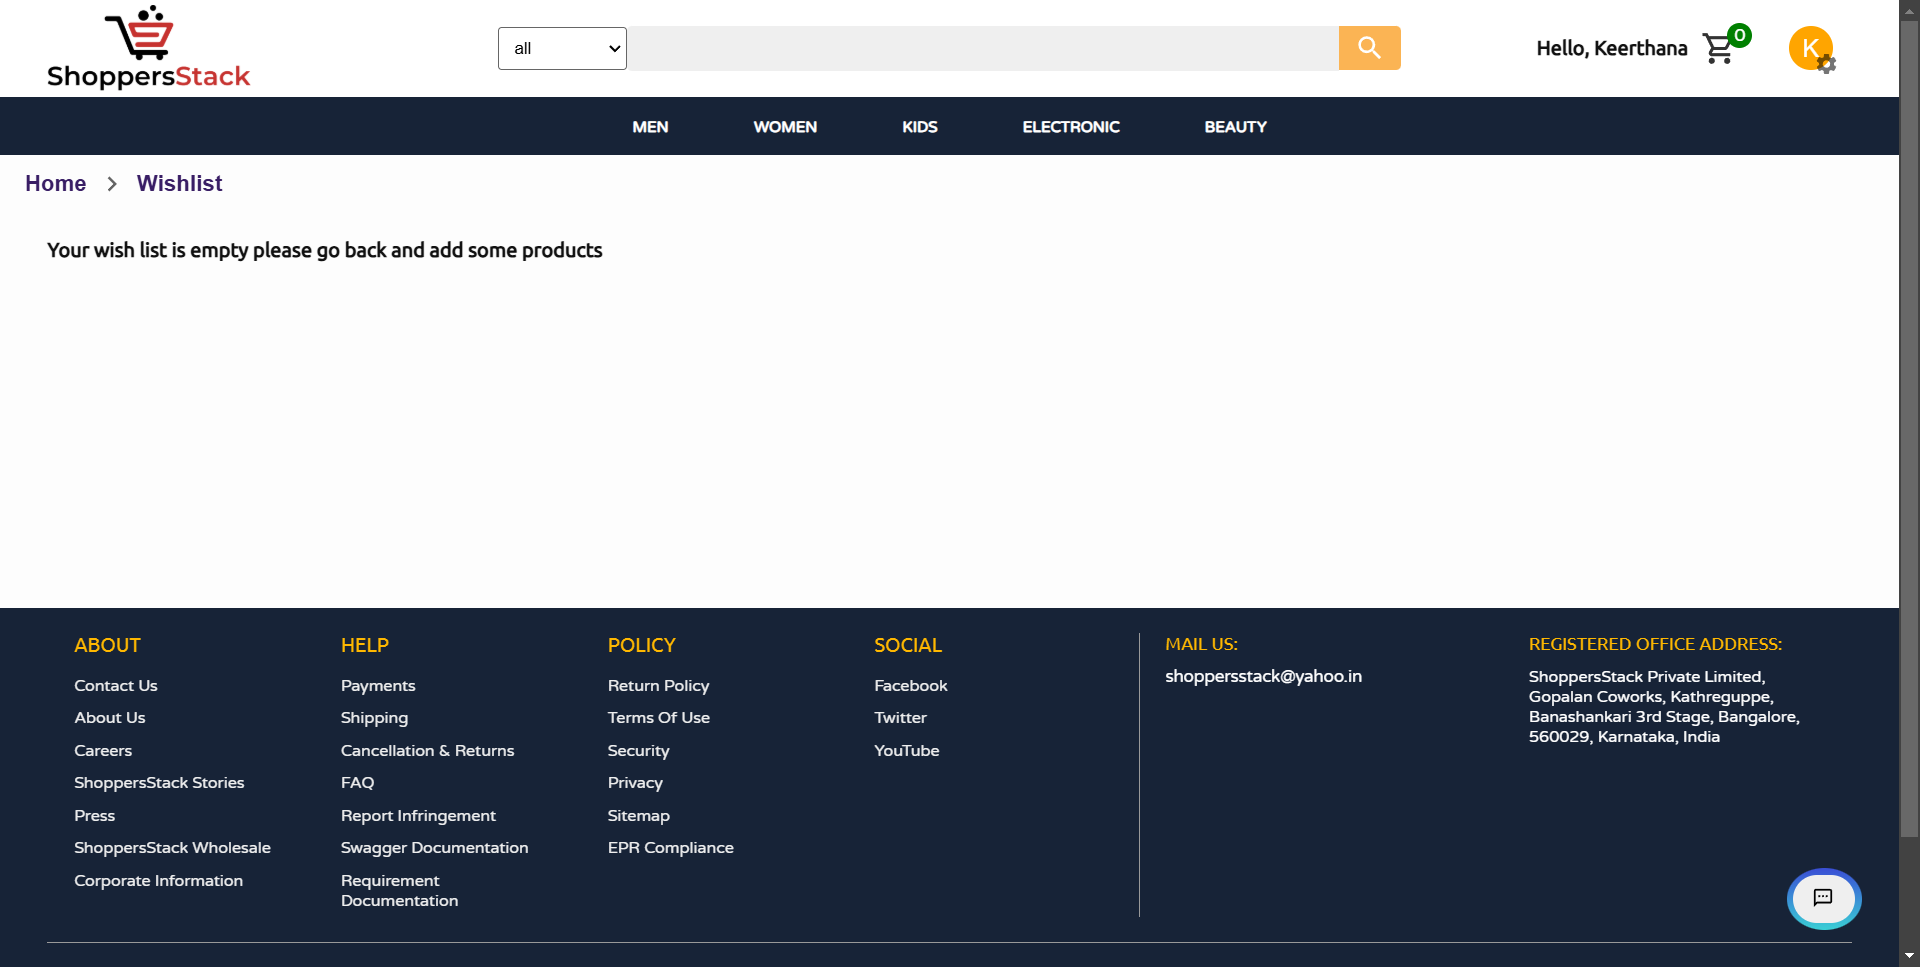 ShoppersStack
all
Hello, Keerthana
0
K
MEN WOMEN KIDS ELECTRONIC BEAUTY
Home > Wishlist
Your wish list is empty please go back and add some products
ABOUT
Contact Us
About Us
Careers
ShoppersStack Stories
Press
ShoppersStack Wholesale
Corporate Information
HELP
Payments
Shipping
Cancellation & Returns
FAQ
Report Infringement
Swagger Documentation
Requirement
Documentation
POLICY
Return Policy
Terms Of Use
Security
Privacy
Sitemap
EPR Compliance
SOCIAL
Facebook
Twitter
YouTube
MAIL US:
shoppersstack@yahoo.in
REGISTERED OFFICE ADDRESS:
ShoppersStack Private Limited,
Gopalan Coworks, Kathreguppe,
Banashankari 3rd Stage, Bangalore,
560029, Karnataka, India